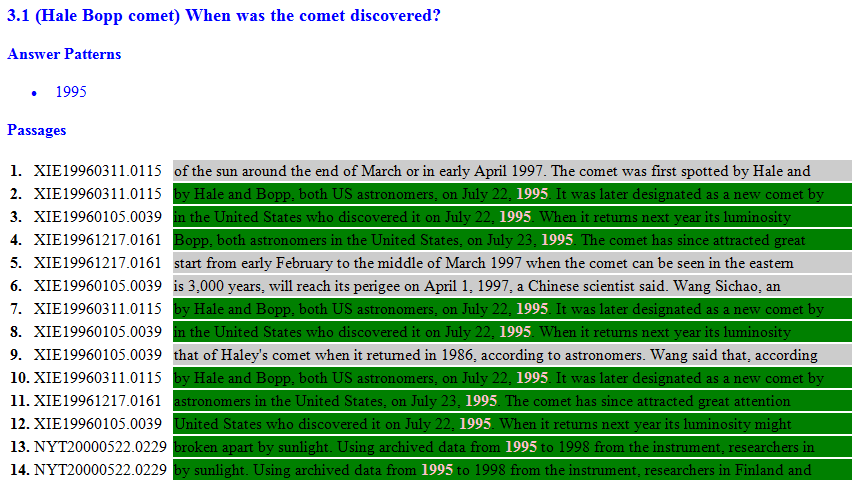 3.1 (Hale Bopp comet) When was the comet discovered?
Answer Patterns
• 1995
Passages
1. XIE19960311.0115 of the sun around the end of March or in early April 1997. The comet was first spotted by Hale and
2. XIE19960311.0115 by Hale and Bopp, both US astronomers, on July 22, 1995. It was later designated as a new comet by
3. XIE19960105.0039 in the United States who discovered it on July 22, 1995. When it returns next year its luminosity
4. XIE19961217.0161 Bopp, both astronomers in the United States, on July 23, 1995. The comet has since attracted great
5. XIE19961217.0161 start from early February to the middle of March 1997 when the comet can be seen in the eastern
6. XIE19960105.0039 is 3,000 years, will reach its perigee on April 1, 1997, a Chinese scientist said. Wang Sichao, an
7. XIE19960311.0115 by Hale and Bopp, both US astronomers, on July 22, 1995. It was later designated as a new comet by
8. XIE19960105.0039 in the United States who discovered it on July 22, 1995. When it returns next year its luminosity
9. XIE19960105.0039 that of Haley's comet when it returned in 1986, according to astronomers. Wang said that, according
10. XIE19960311.0115 by Hale and Bopp, both US astronomers, on July 22, 1995. It was later designated as a new comet by
11. XIE19961217.0161 astronomers in the United States, on July 23, 1995. The comet has since attracted great attention
12. XIE19960105.0039 United States who discovered it on July 22, 1995. When it returns next year its luminosity might
13. NYT20000522.0229 broken apart by sunlight. Using archived data from 1995 to 1998 from the instrument, researchers in
14. NYT20000522.0229 by sunlight. Using archived data from 1995 to 1998 from the instrument, researchers in Finland and